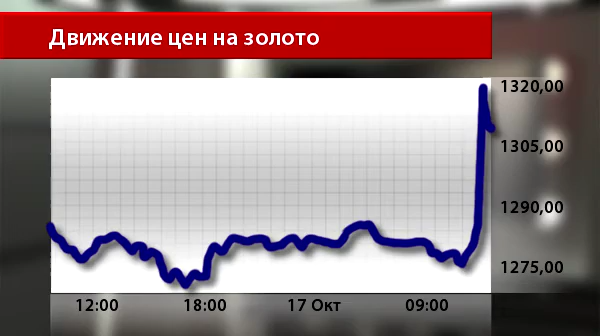 Движение цен на золото
1320,00
1305,00
1290,00
1275,00
12:00 18:00 17 Окт 09:00